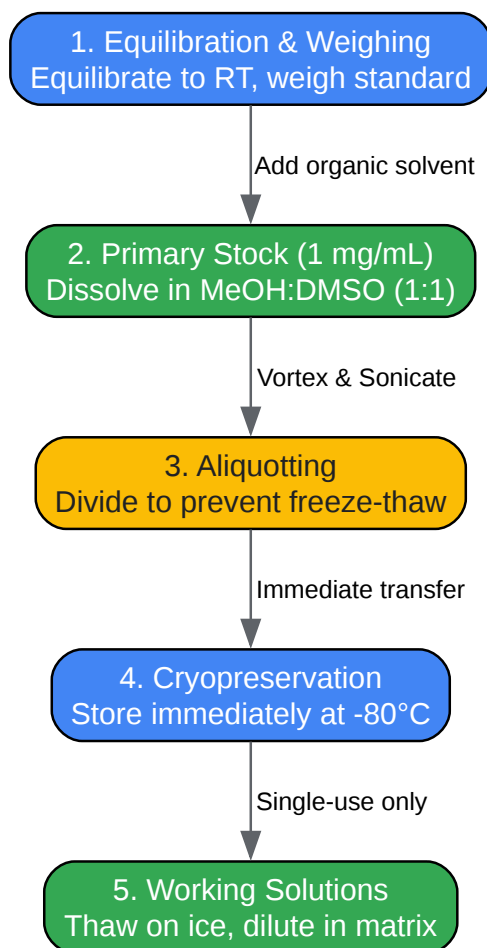 1. Equilibration & Weighing
Equilibrate to RT, weigh standard
Add organic solvent
2. Primary Stock (1 mg/mL)
Dissolve in MeOH:DMSO (1:1)
Vortex & Sonicate
3. Aliquotting
Divide to prevent freeze-thaw
Immediate transfer
4. Cryopreservation
Store immediately at -80°C
Single-use only
5. Working Solutions
Thaw on ice, dilute in matrix